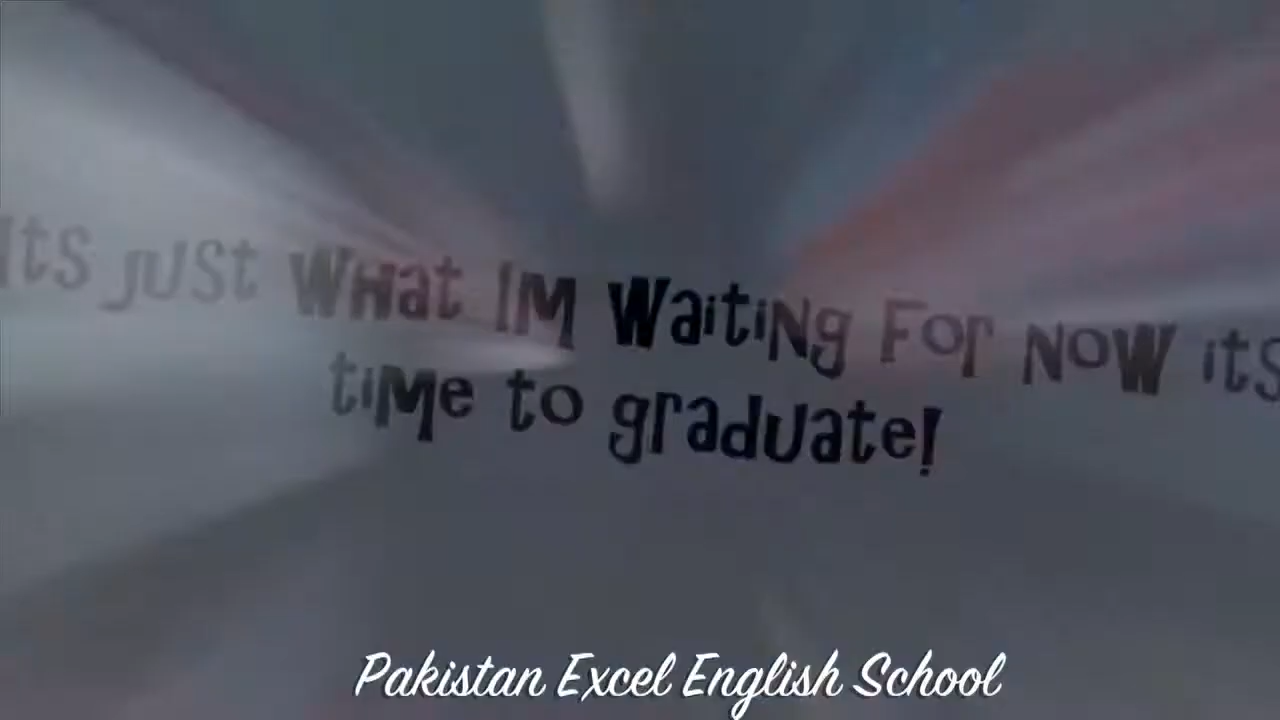 Its just What IM Waiting For Now its
time to graduate!
Pakistan Excel English School